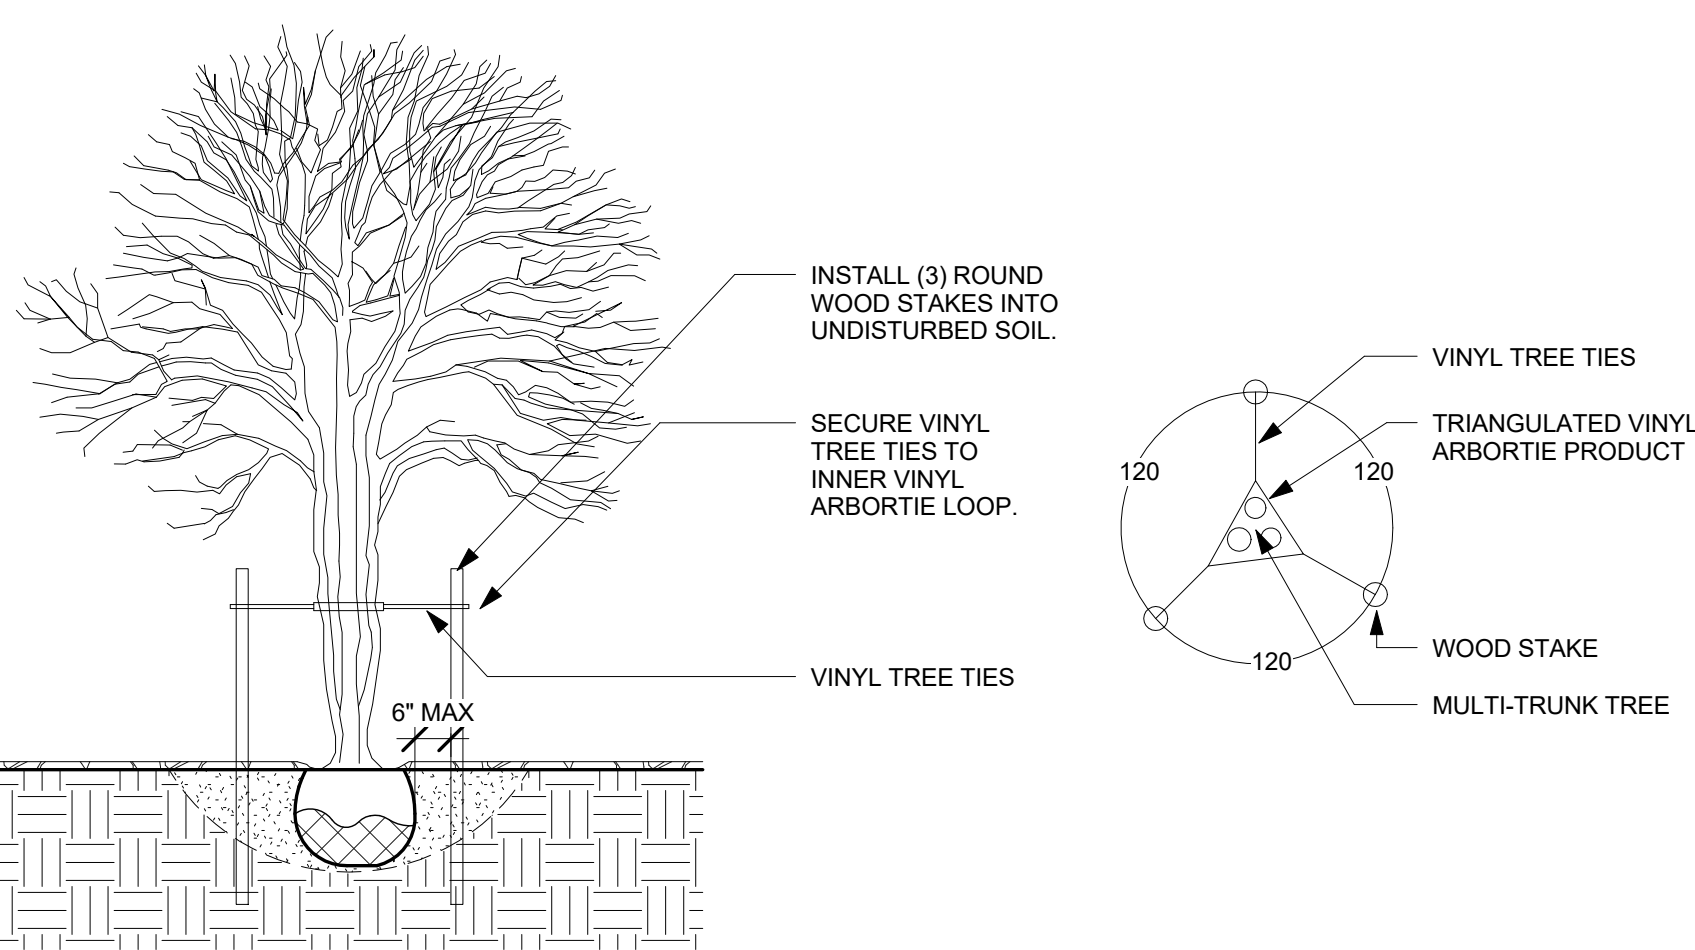 INSTALL (3) ROUND
WOOD STAKES INTO
UNDISTURBED SOIL.
SECURE VINYL
TREE TIES TO
INNER VINYL
ARBORTIE LOOP.
VINYL TREE TIES
6" MAX
VINYL TREE TIES
TRIANGULATED VINYL
ARBORTIE PRODUCT
120
120
120
WOOD STAKE
MULTI-TRUNK TREE